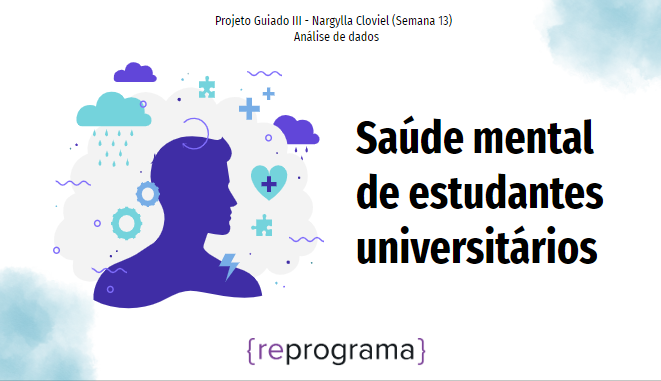 Projeto Guiado III - Nargylla Cloviel (Semana 13)
Análise de dados
Saúde mental
de estudantes
universitários
{reprograma}